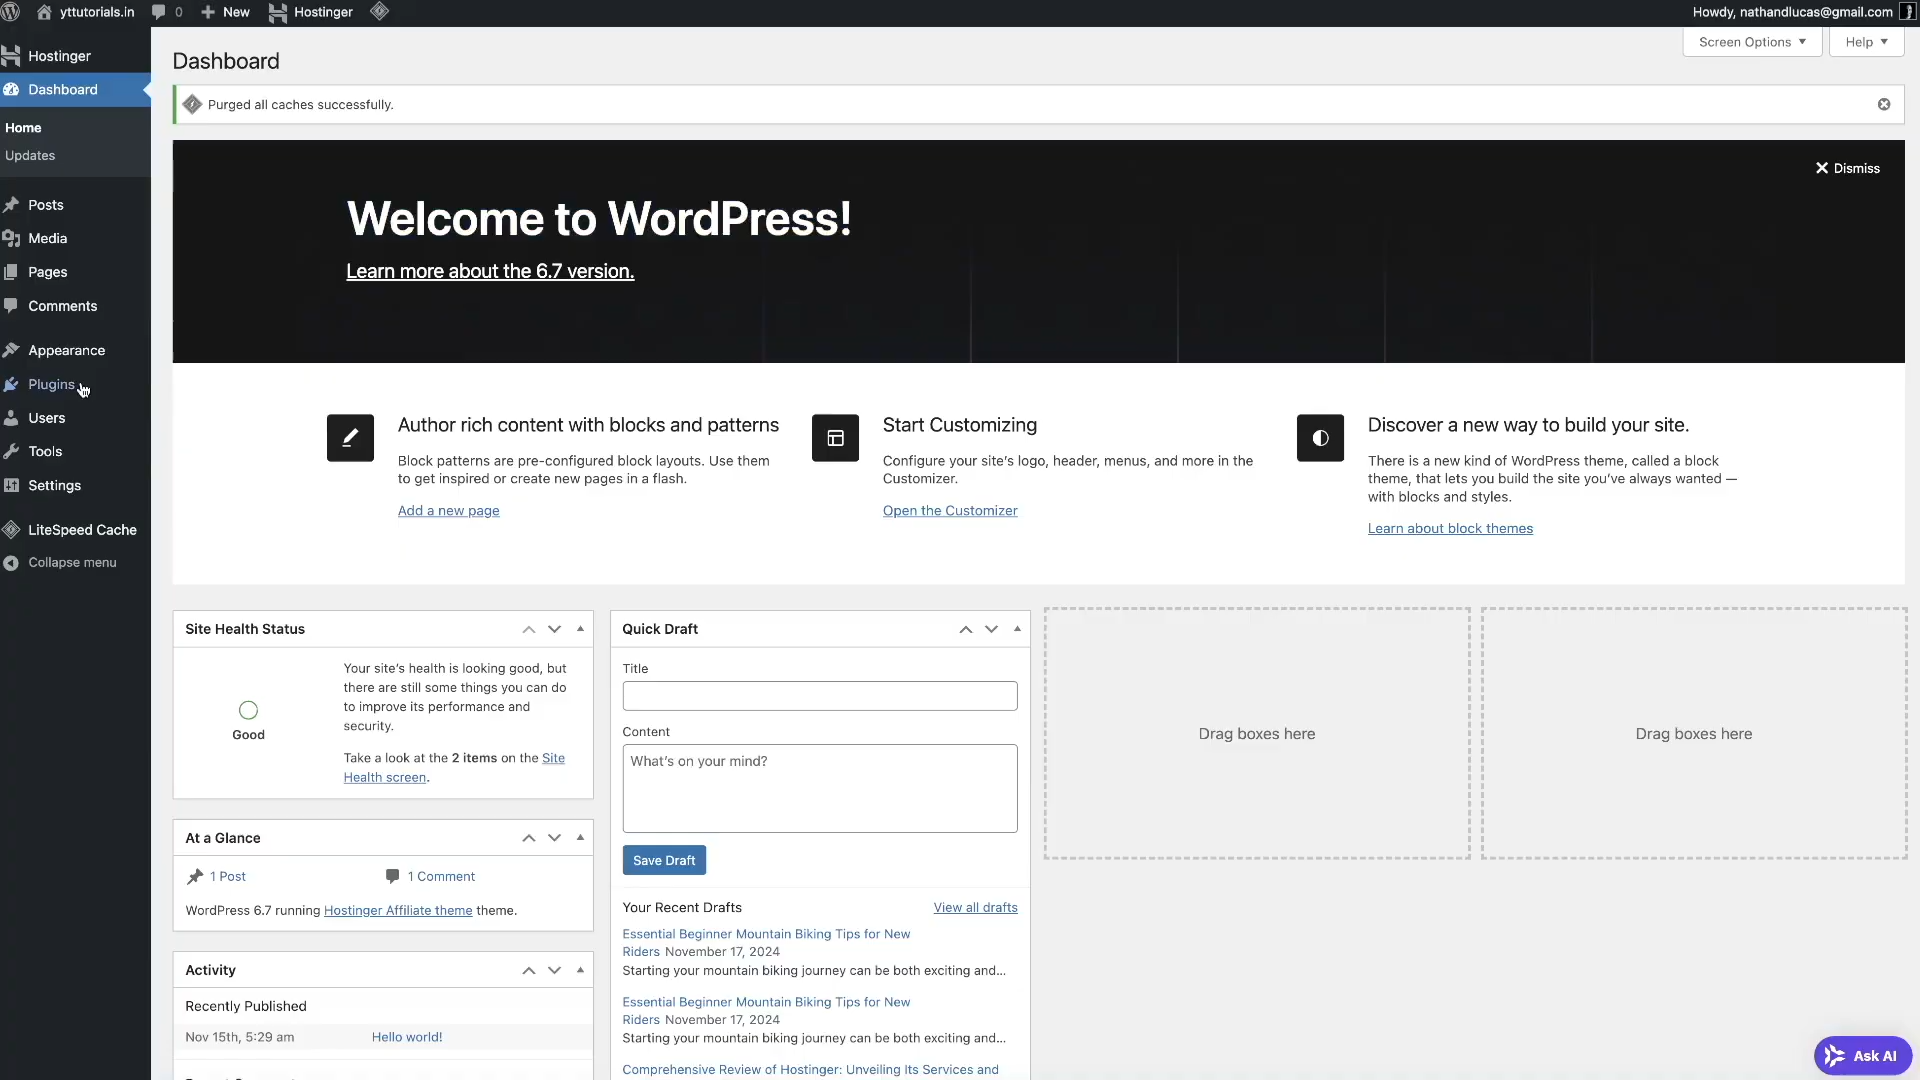 yttutorials.in
0
New
Hostinger
Howdy, nathandlucas@gmail.com
Hostinger
Dashboard
Home
Updates
Posts
Media
Pages
Comments
Appearance
Plugins
Users
Tools
Settings
LiteSpeed Cache
Collapse menu
Screen Options
Help
Dashboard
Purged all caches successfully.
Dismiss
Welcome to WordPress!
Learn more about the 6.7 version.
Author rich content with blocks and patterns
Block patterns are pre-configured block layouts. Use them
to get inspired or create new pages in a flash.
Add a new page
Start Customizing
Configure your site's logo, header, menus, and more in the
Customizer.
Open the Customizer
Discover a new way to build your site.
There is a new kind of WordPress theme, called a block
theme, that lets you build the site you've always wanted —
with blocks and styles.
Learn about block themes
Site Health Status
Good
Your site's health is looking good, but
there are still some things you can do
to improve its performance and
security.
Take a look at the 2 items on the Site
Health screen.
At a Glance
1 Post
1 Comment
WordPress 6.7 running Hostinger Affiliate theme theme.
Activity
Recently Published
Nov 15th, 5:29 am
Hello world!
Quick Draft
Title
Content
What's on your mind?
Save Draft
Your Recent Drafts
View all drafts
Essential Beginner Mountain Biking Tips for New
Riders November 17, 2024
Starting your mountain biking journey can be both exciting and…
Essential Beginner Mountain Biking Tips for New
Riders November 17, 2024
Starting your mountain biking journey can be both exciting and…
Comprehensive Review of Hostinger: Unveiling Its Services and
Drag boxes here
Drag boxes here
Ask AI